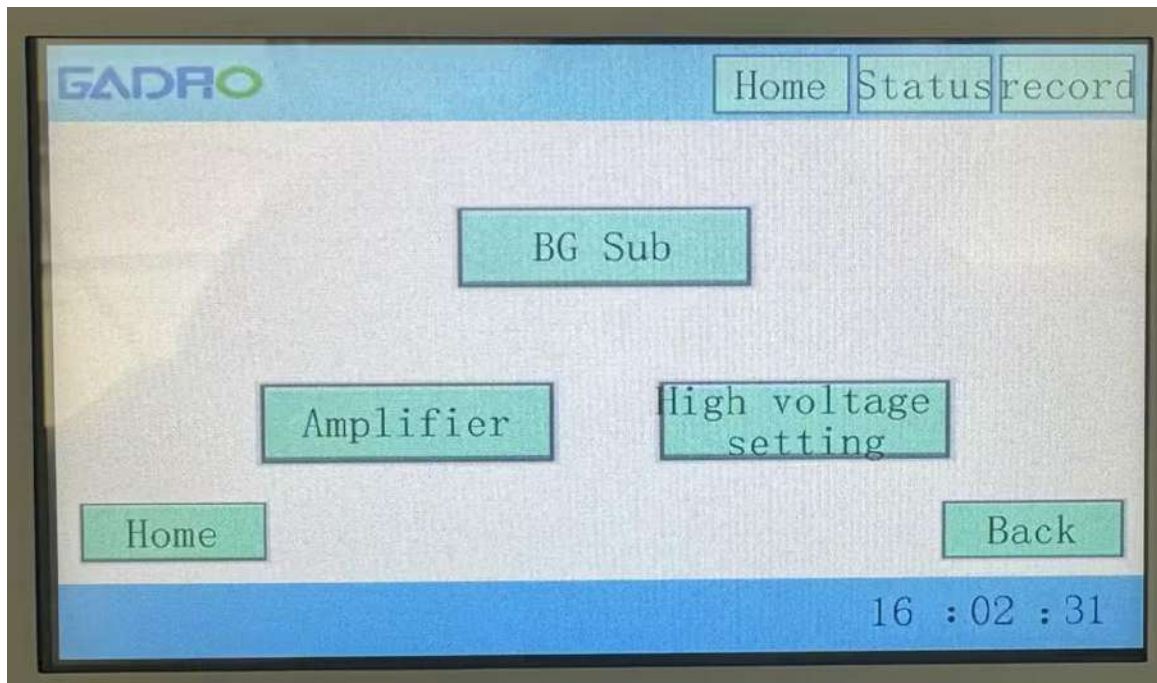 GADRO
Home Status record
BG Sub
Amplifier
High voltage
setting
Home
Back
16 : 02 : 31